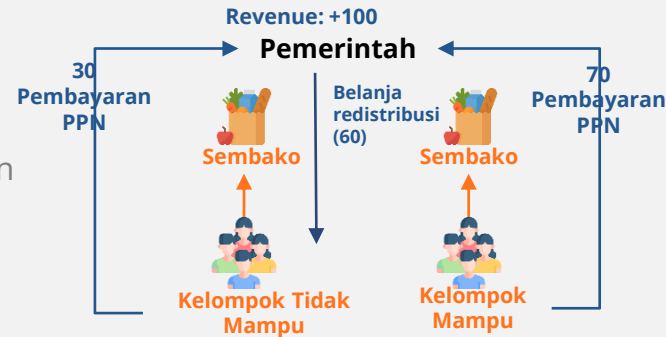 Revenue: +100
Pemerintah
30
Pembayaran
PPN
Belanja
redistribusi
(60)
70
Pembayaran
PPN
Sembako
Sembako
n
Kelompok Tidak
Mampu
Kelompok
Mampu